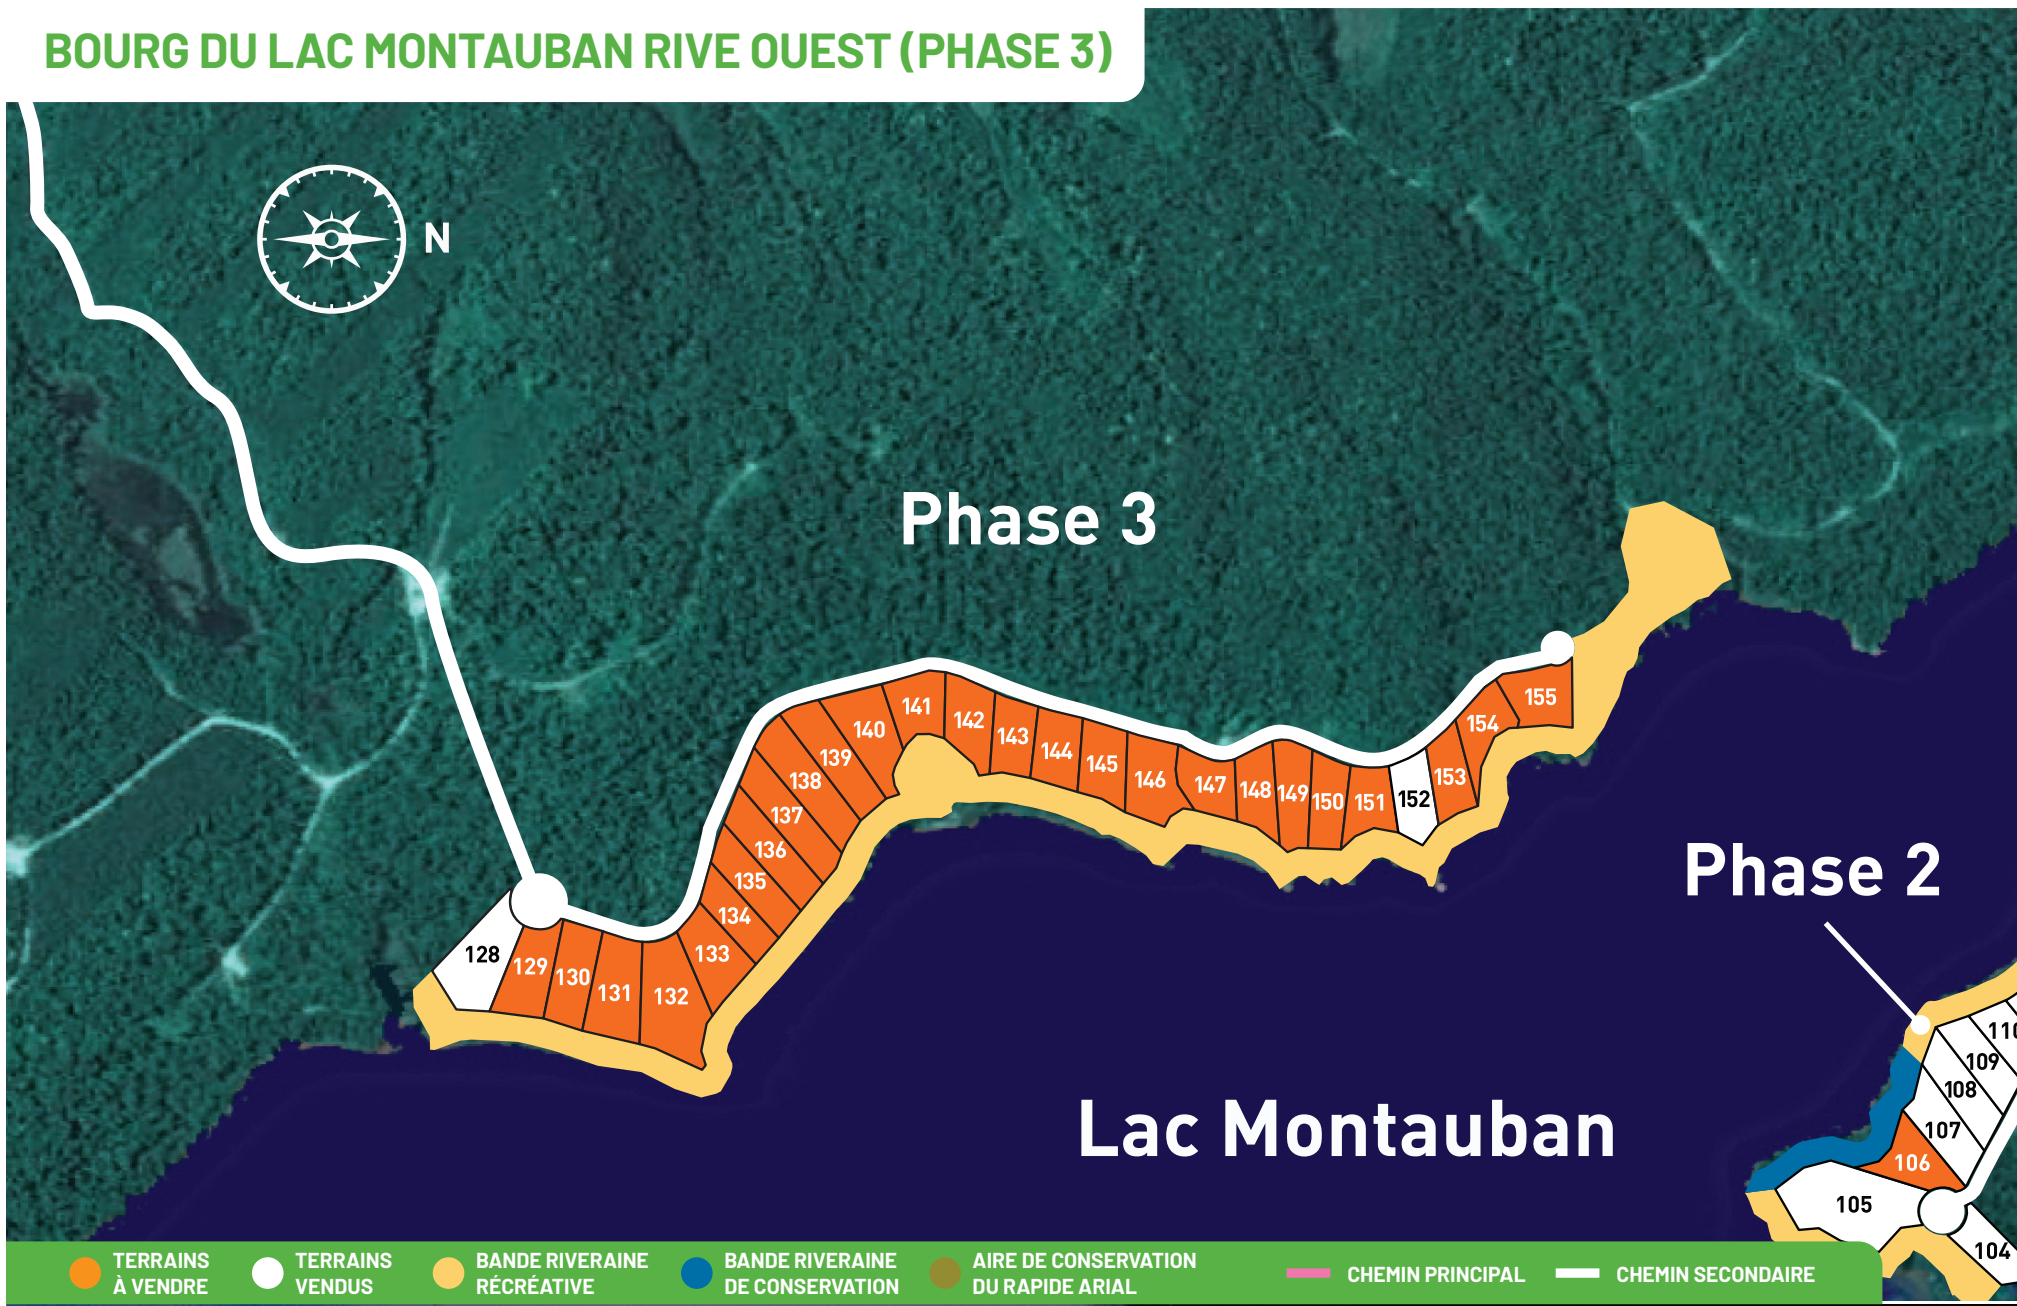 BOURG DU LAC MONTAUBAN RIVE OUEST (PHASE 3)
N
Phase 3
155
154
141
142
140
143
144
139
145
153
138
146
147
148
149
150
151
152
137
136
135
134
133
128
129
130
131
132
Phase 2
Lac Montauban
110
109
108
107
106
105
104
TERRAINS
À VENDRE
TERRAINS
VENDUS
BANDE RIVERAINE
RÉCRÉATIVE
BANDE RIVERAINE
DE CONSERVATION
AIRE DE CONSERVATION
DU RAPIDE ARIAL
CHEMIN PRINCIPAL
CHEMIN SECONDAIRE